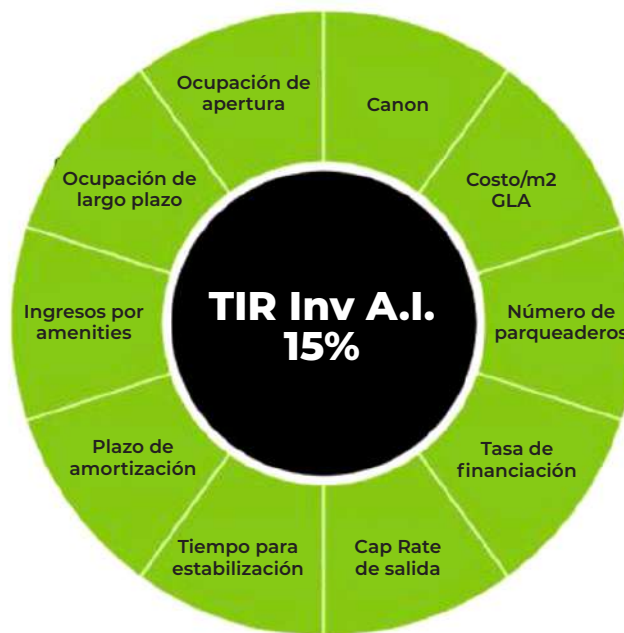 Ocupación de
apertura
Canon
Costo/m2
GLA
Número de
parqueaderos
Tasa de
financiación
Cap Rate
de salida
Tiempo para
estabilización
Plazo de
amortización
Ingresos por
amenities
Ocupación de
largo plazo
TIR Inv A.I.
15%